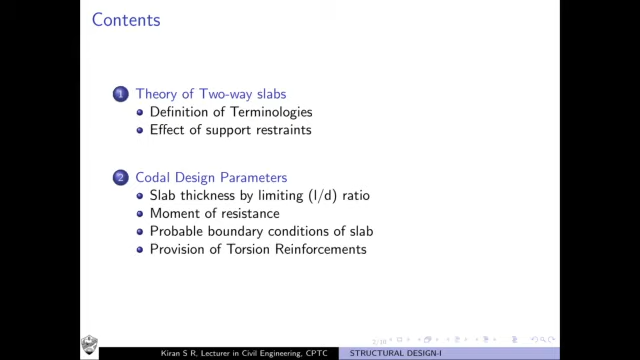 Contents
1 Theory of Two-way slabs
Definition of Terminologies
Effect of support restraints
2 Codal Design Parameters
Slab thickness by limiting (l/d) ratio
Moment of resistance
Probable boundary conditions of slab
Provision of Torsion Reinforcements
2/10
Kiran S R, Lecturer in Civil Engineering, CPTC STRUCTURAL DESIGN-I